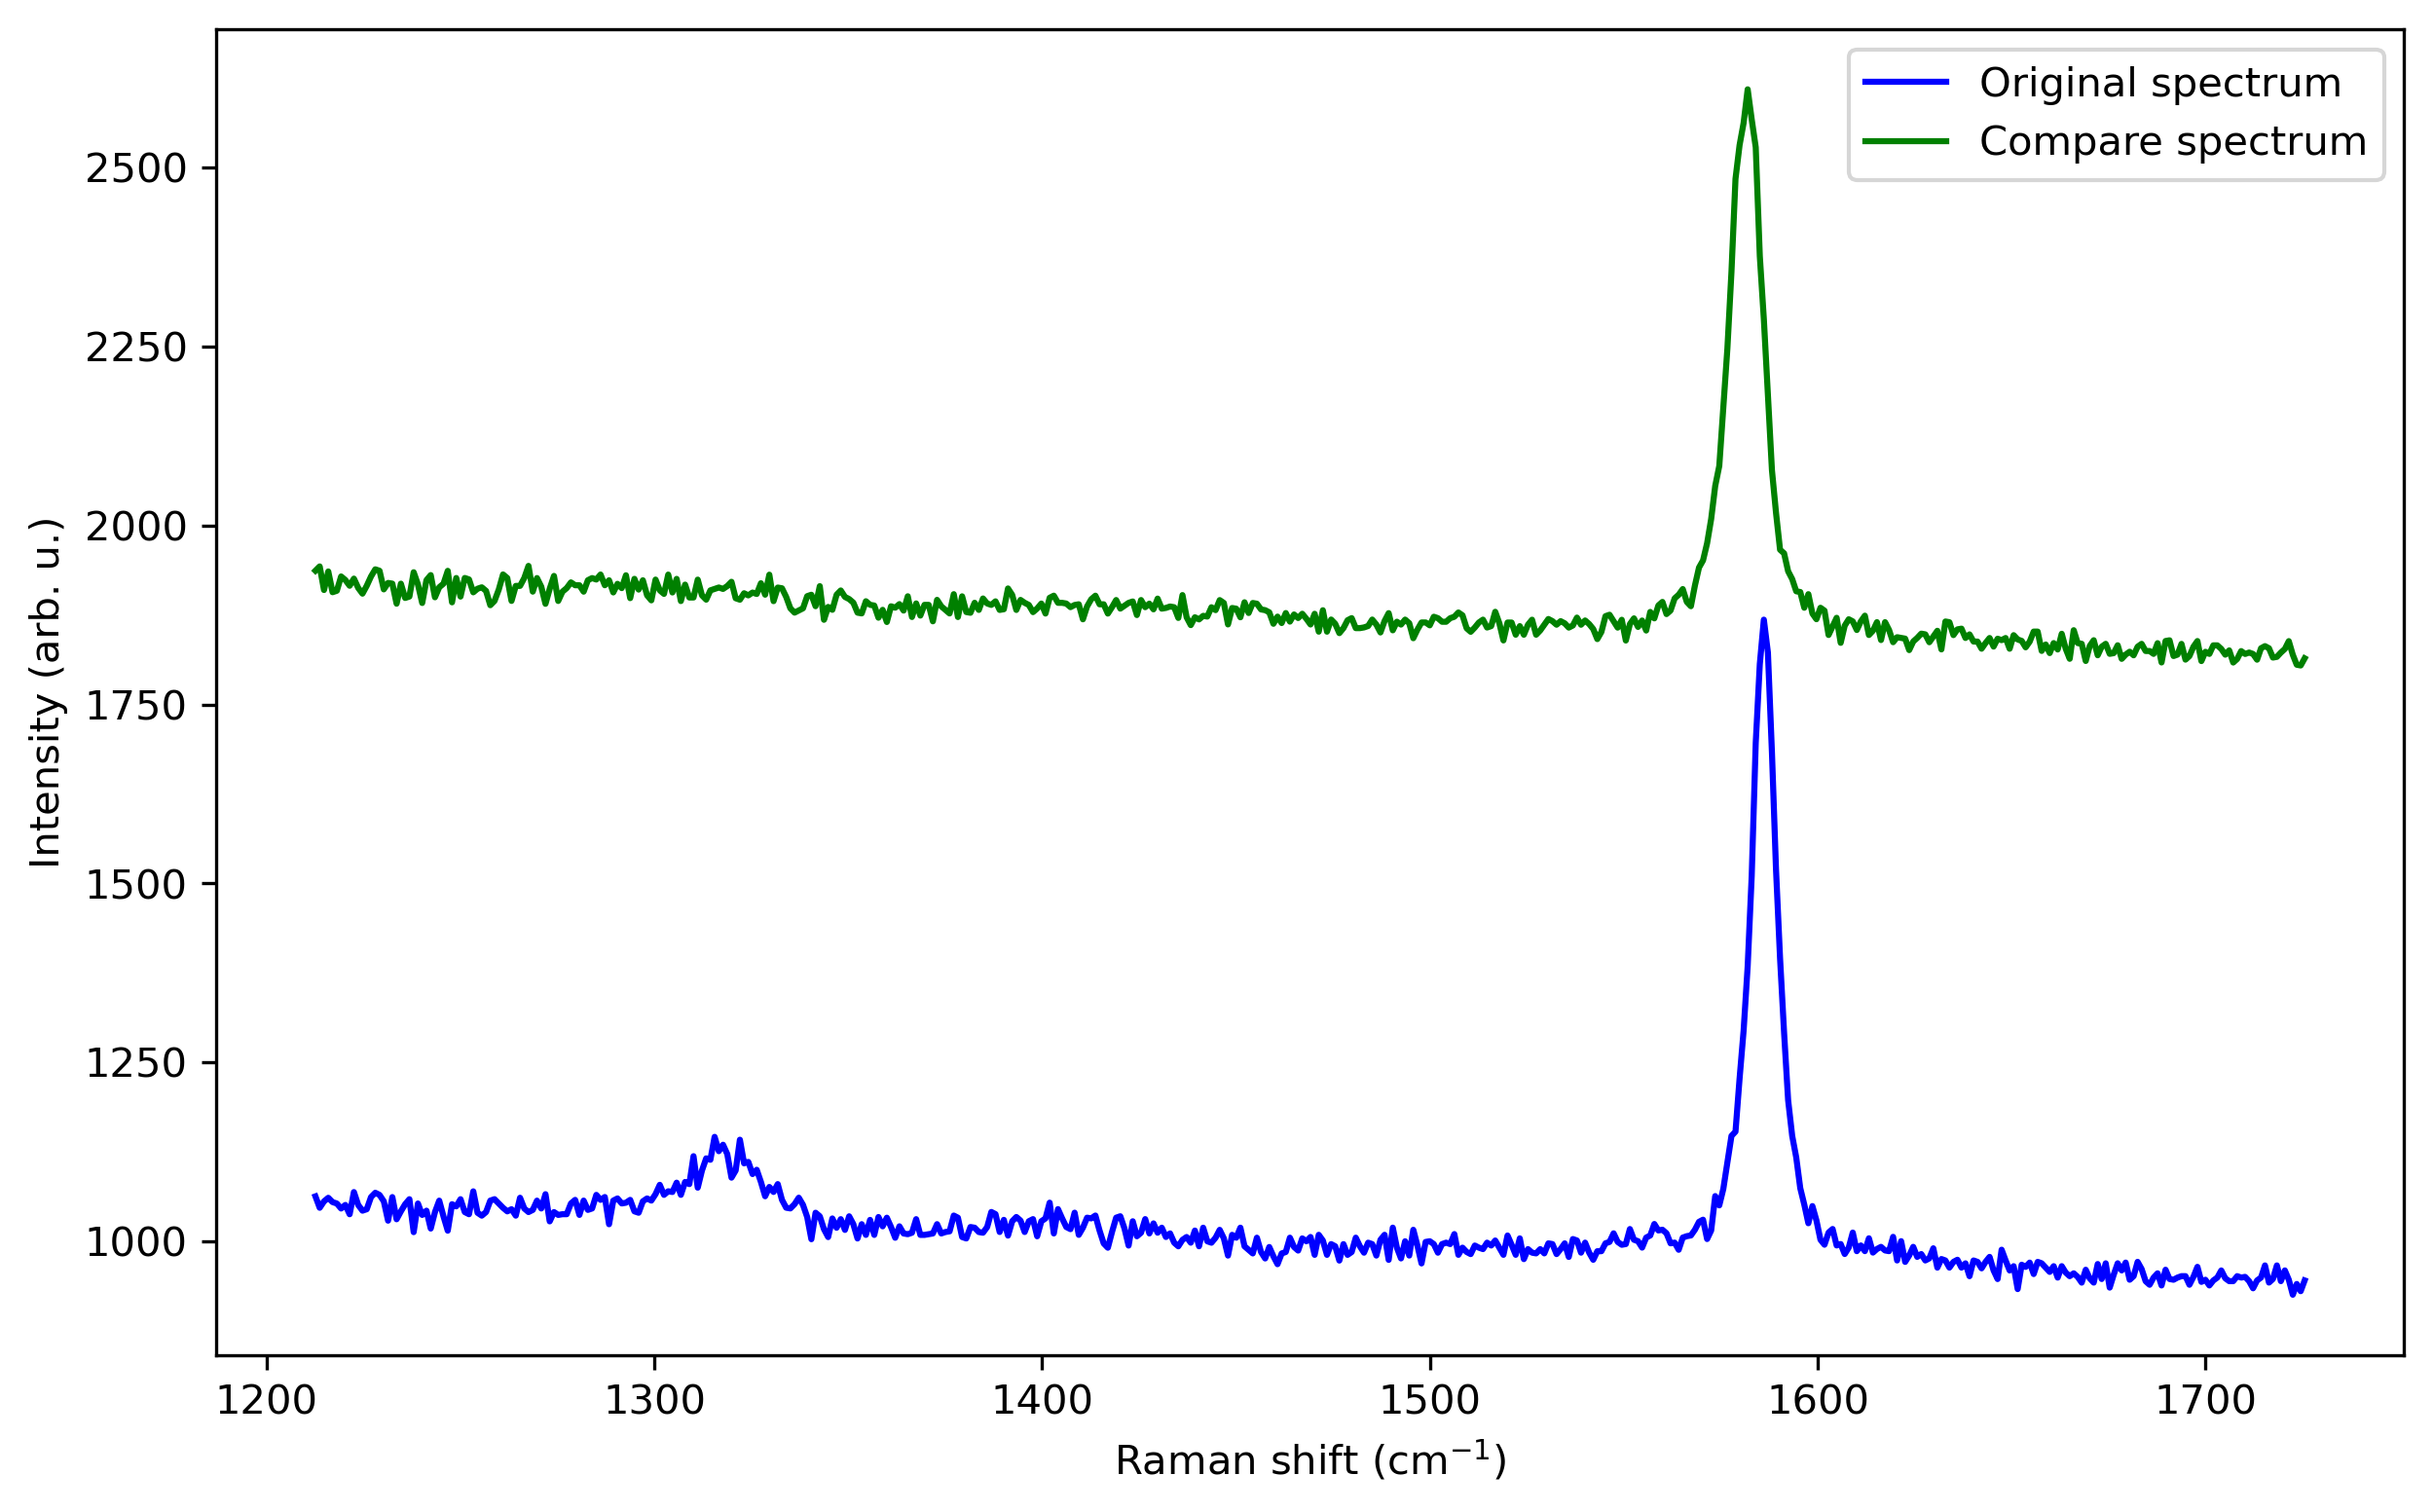 Original spectrum
Compare spectrum
Intensity (arb. u.)
2500
2250
2000
1750
1500
1250
1000
1200 1300 1400 1500 1600 1700
Raman shift (cm⁻¹)